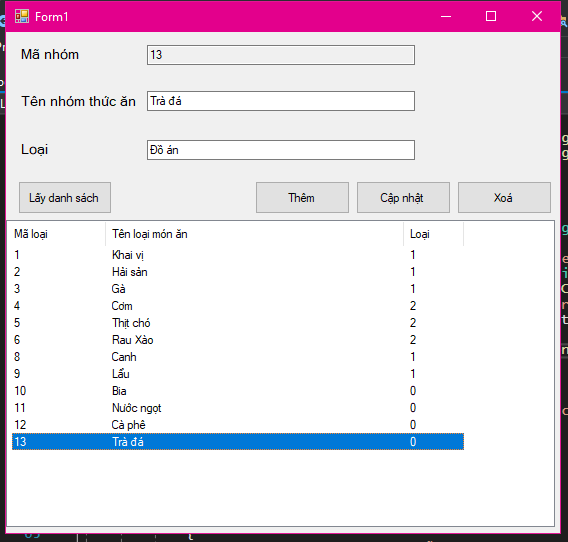 Form1
Mã nhóm 13
Tên nhóm thức ăn Trà đá
Loại Đồ án
Lấy danh sách Thêm Cập nhật Xoá
Mã loại Tên loại món ăn Loại
1 Khai vị 1
2 Hải sản 1
3 Gà 1
4 Cơm 2
5 Thịt chó 2
6 Rau Xào 2
8 Canh 1
9 Lẩu 1
10 Bia 0
11 Nước ngọt 0
12 Cà phê 0
13 Trà đá 0